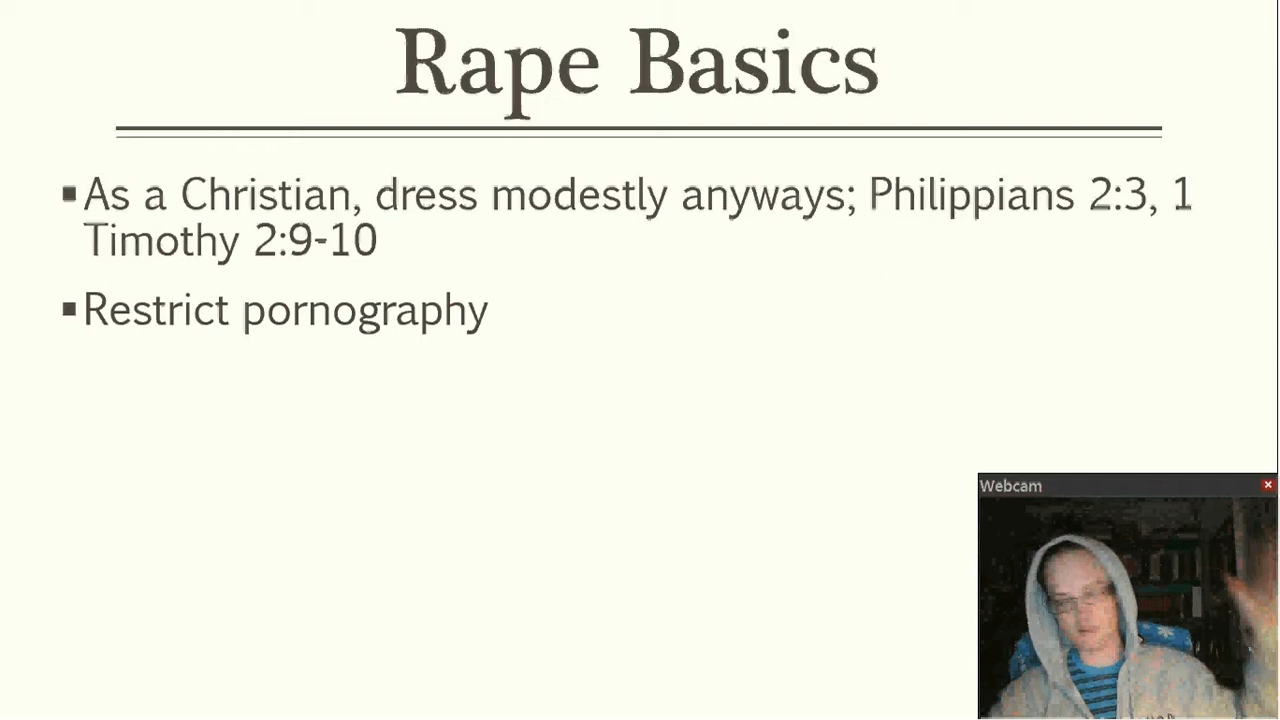 Rape Basics
As a Christian, dress modestly anyways; Philippians 2:3, 1
Timothy 2:9-10
Restrict pornography
Webcam